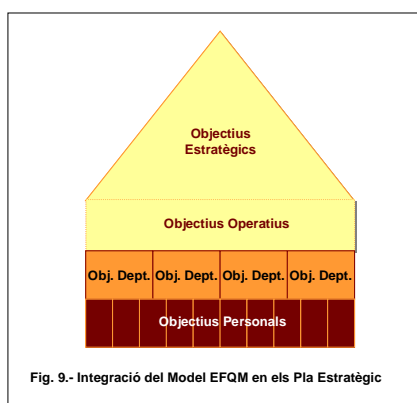 Objectius
Estratègics
Objectius Operatius
Obj. Dept. Obj. Dept. Obj. Dept. Obj. Dept.
Objectius Personals
Fig. 9.- Integració del Model EFQM en els Pla Estratègic